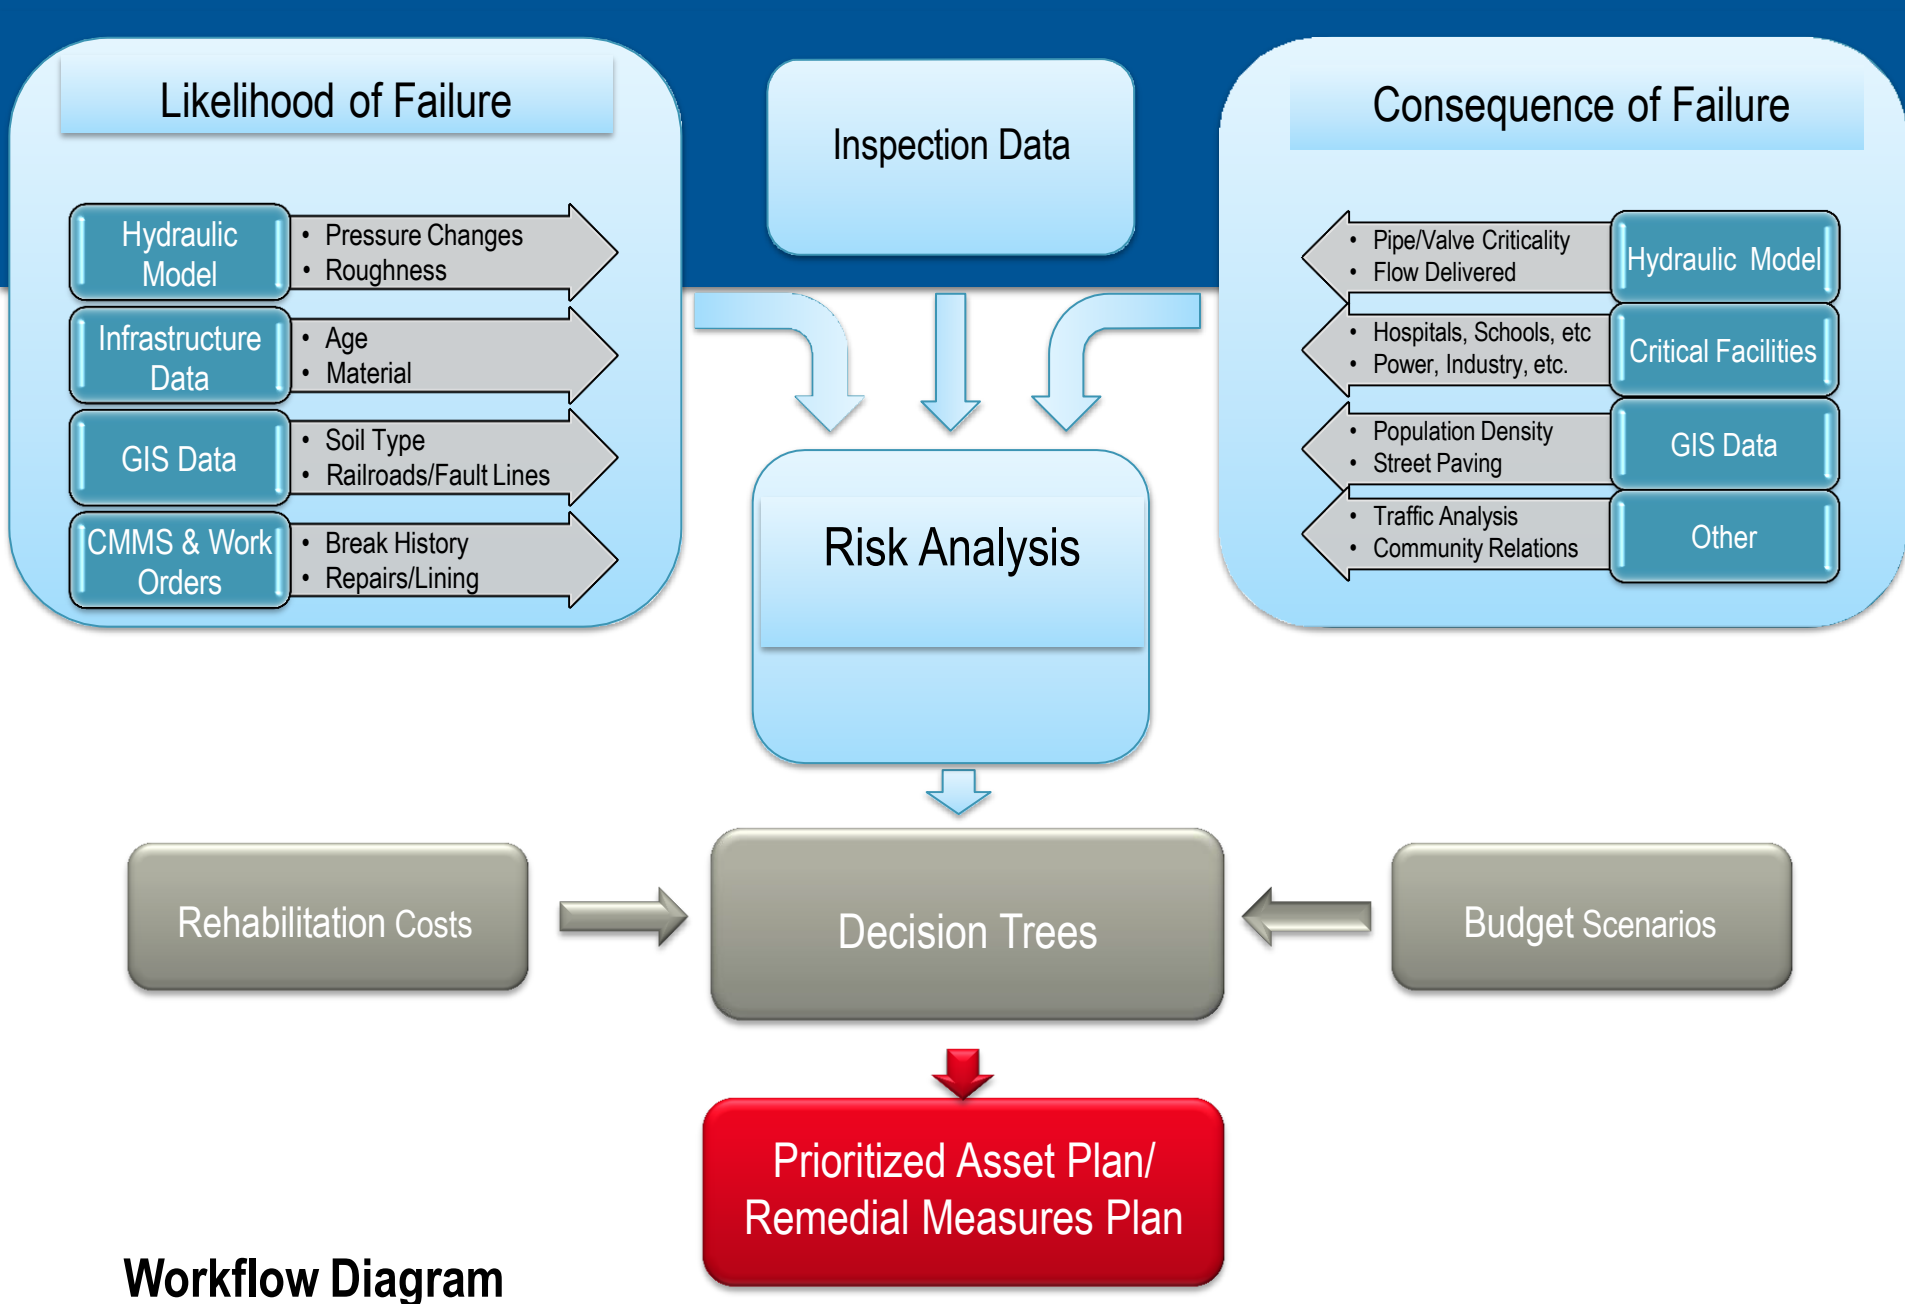 Likelihood of Failure
Hydraulic
Model
• Pressure Changes
• Roughness
Infrastructure
Data
• Age
• Material
GIS Data
• Soil Type
• Railroads/Fault Lines
CMMS & Work
Orders
• Break History
• Repairs/Lining
Inspection Data
Consequence of Failure
• Pipe/Valve Criticality
• Flow Delivered
Hydraulic Model
• Hospitals, Schools, etc
• Power, Industry, etc.
Critical Facilities
• Population Density
• Street Paving
GIS Data
• Traffic Analysis
• Community Relations
Other
Risk Analysis
Rehabilitation Costs
Decision Trees
Budget Scenarios
Prioritized Asset Plan/
Remedial Measures Plan
Workflow Diagram